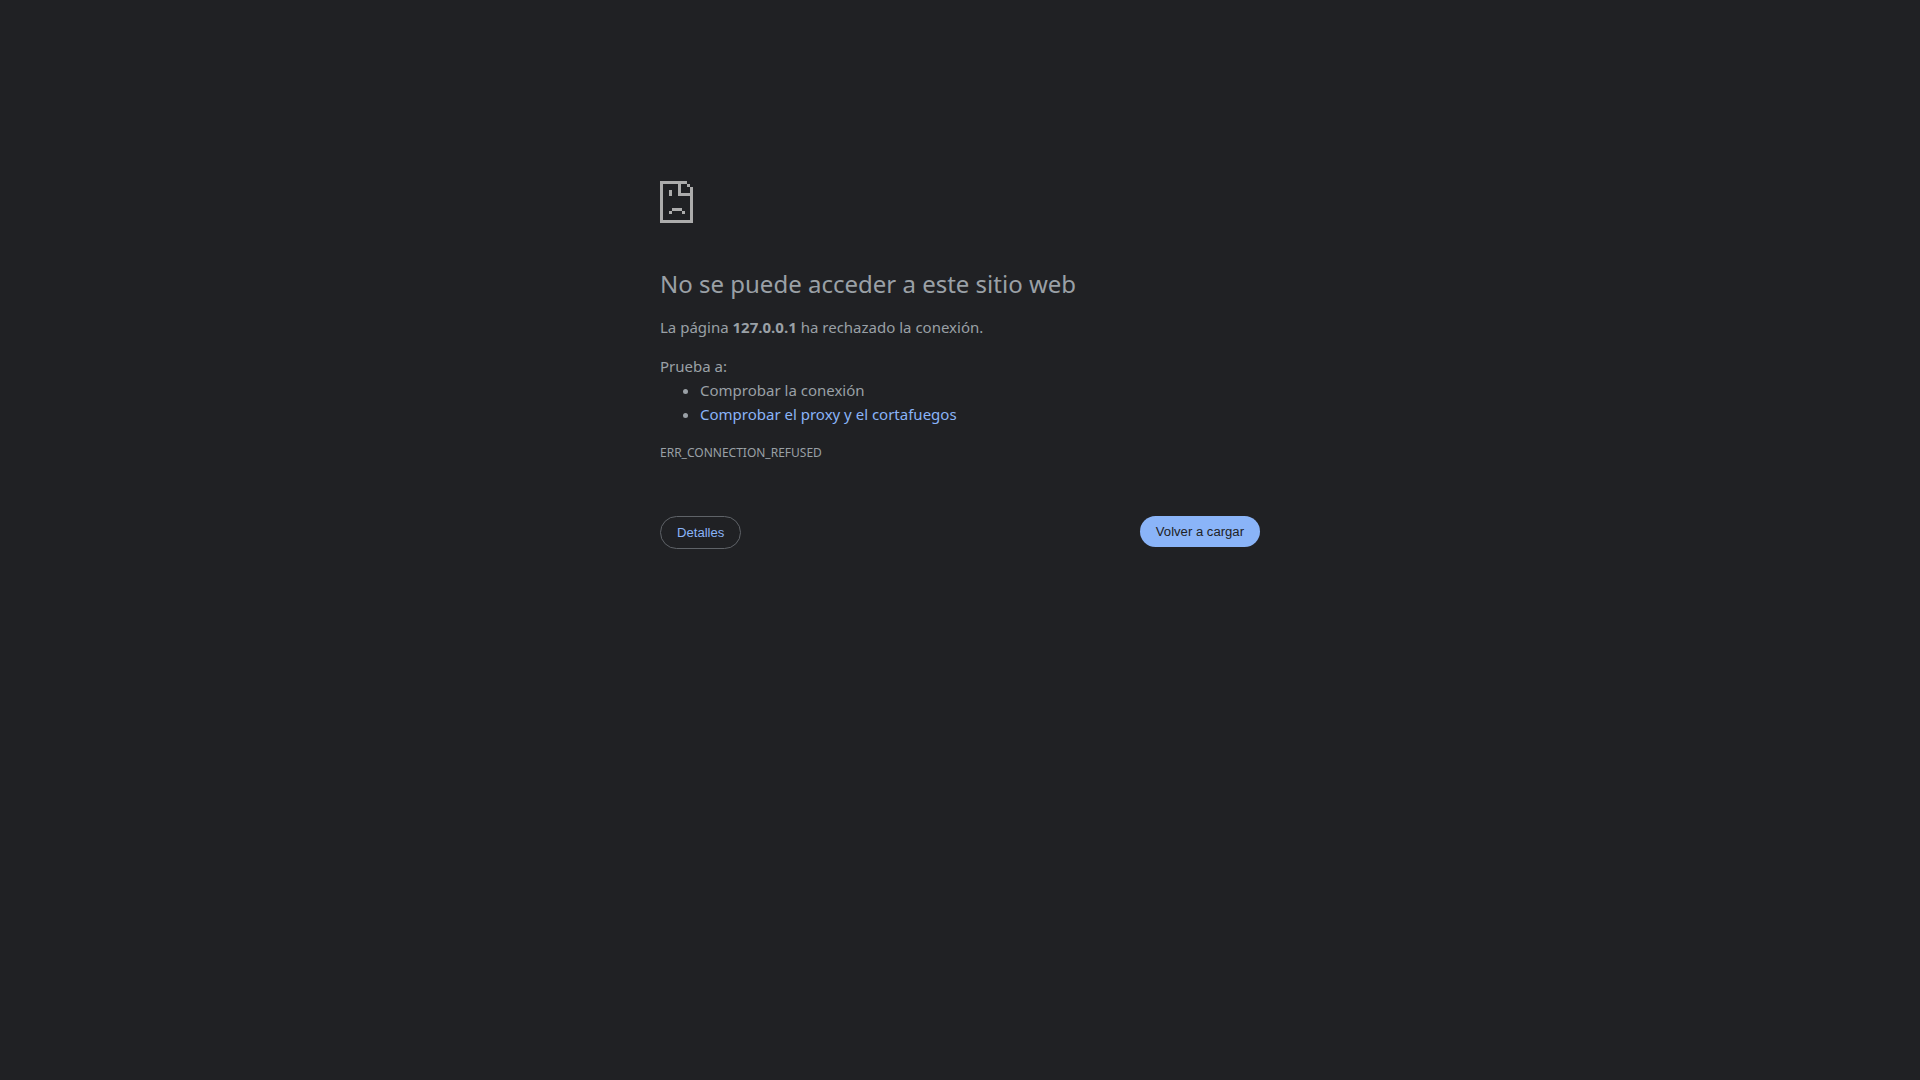 No se puede acceder a este sitio web
La página 127.0.0.1 ha rechazado la conexión.
Prueba a:
• Comprobar la conexión
• Comprobar el proxy y el cortafuegos
ERR_CONNECTION_REFUSED
Detalles
Volver a cargar